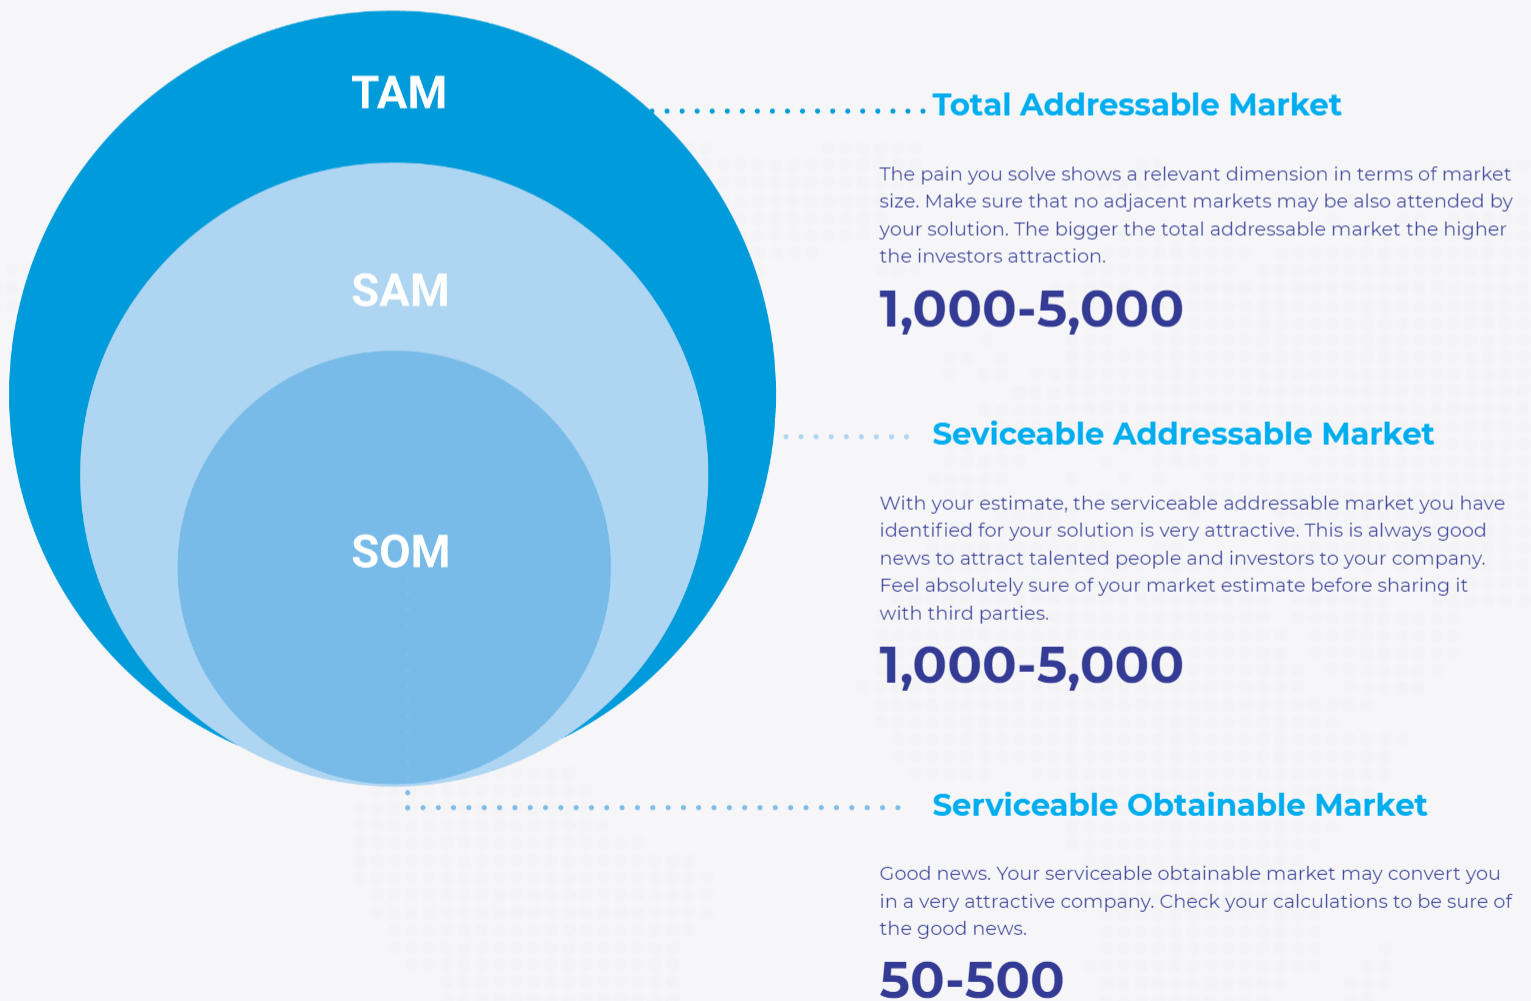 TAM
Total Addressable Market
The pain you solve shows a relevant dimension in terms of market
size. Make sure that no adjacent markets may be also attended by
your solution. The bigger the total addressable market the higher
the investors attraction.
1,000-5,000
SAM
Seviceable Addressable Market
With your estimate, the serviceable addressable market you have
identified for your solution is very attractive. This is always good
news to attract talented people and investors to your company.
Feel absolutely sure of your market estimate before sharing it
with third parties.
1,000-5,000
SOM
Serviceable Obtainable Market
Good news. Your serviceable obtainable market may convert you
in a very attractive company. Check your calculations to be sure of
the good news.
50-500